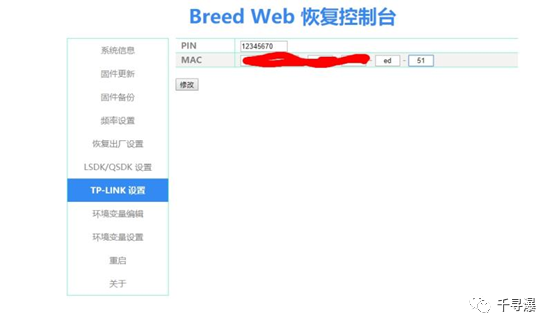 Breed Web 恢复控制台
系统信息
固件更新
固件备份
频率设置
恢复出厂设置
LSDK/QSDK 设置
TP-LINK 设置
环境变量编辑
环境变量设置
重启
关于
PIN 12345670
MAC - ed - 51
修改
千寻瀑